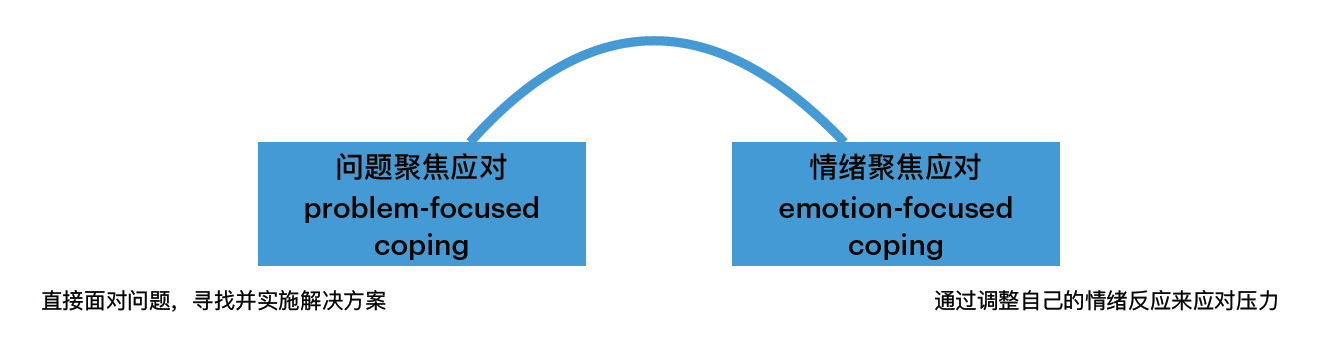 问题聚焦应对
problem-focused
coping
情绪聚焦应对
emotion-focused
coping
直接面对问题，寻找并实施解决方案
通过调整自己的情绪反应来应对压力